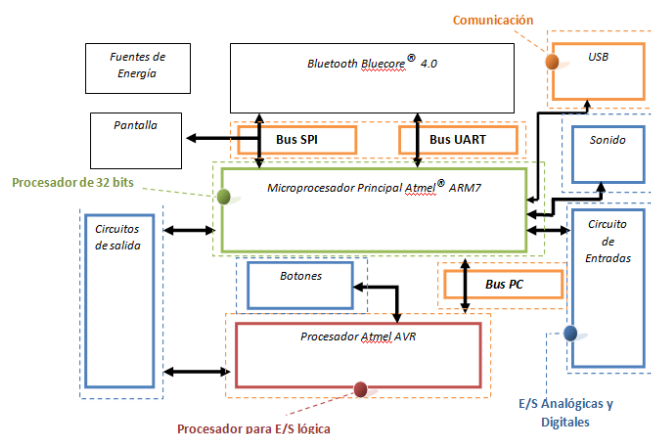 Comunicación
Fuentes de
Energía
Bluetooth Bluecore® 4.0
USB
Pantalla
Bus SPI
Bus UART
Sonido
Procesador de 32 bits
Microprocesador Principal Atmel® ARM7
Circuitos
de salida
Circuito
de
Entradas
Botones
Bus PC
Procesador Atmel AVR
E/S Analógicas y
Digitales
Procesador para E/S lógica